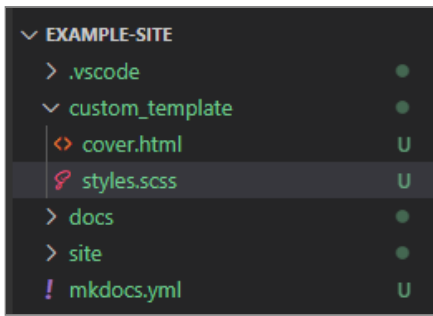 EXAMPLE-SITE
.vscode
custom_template
cover.html U
styles.scss U
docs
site
mkdocs.yml U